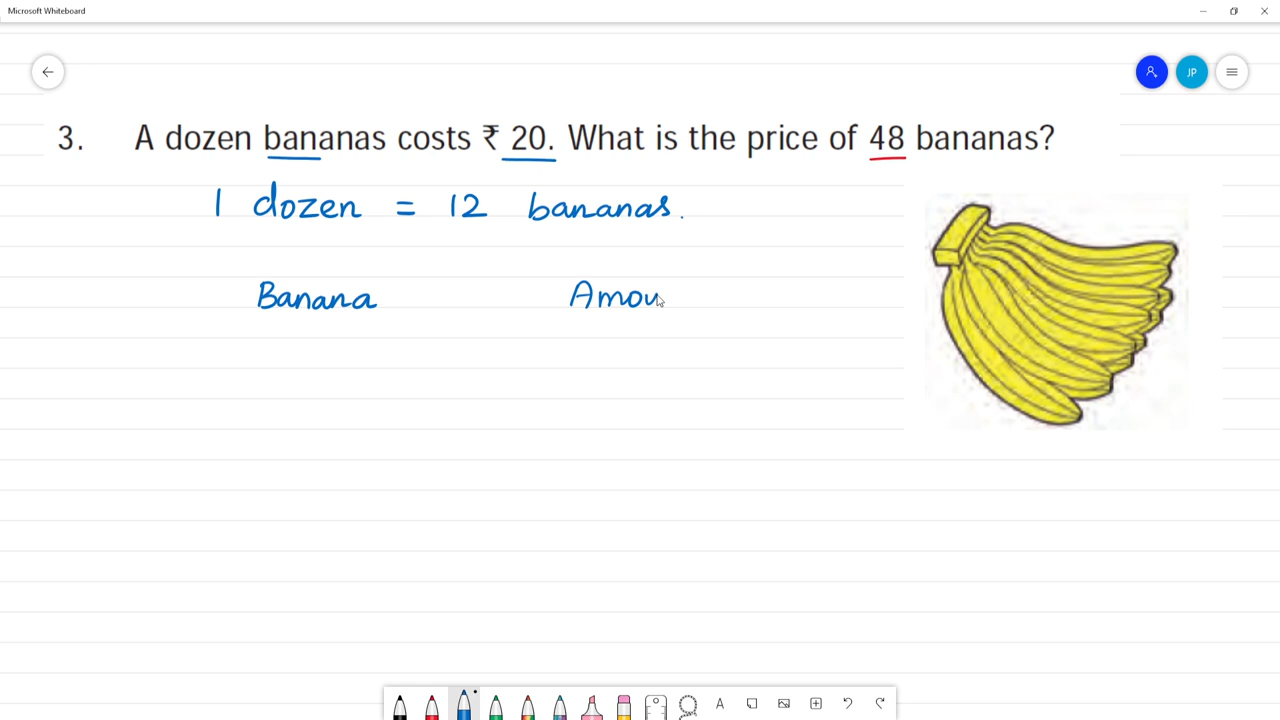 Microsoft Whiteboard
JP
3. A dozen bananas costs ₹ 20. What is the price of 48 bananas?
1 dozen = 12 bananas.
Banana Amou
A